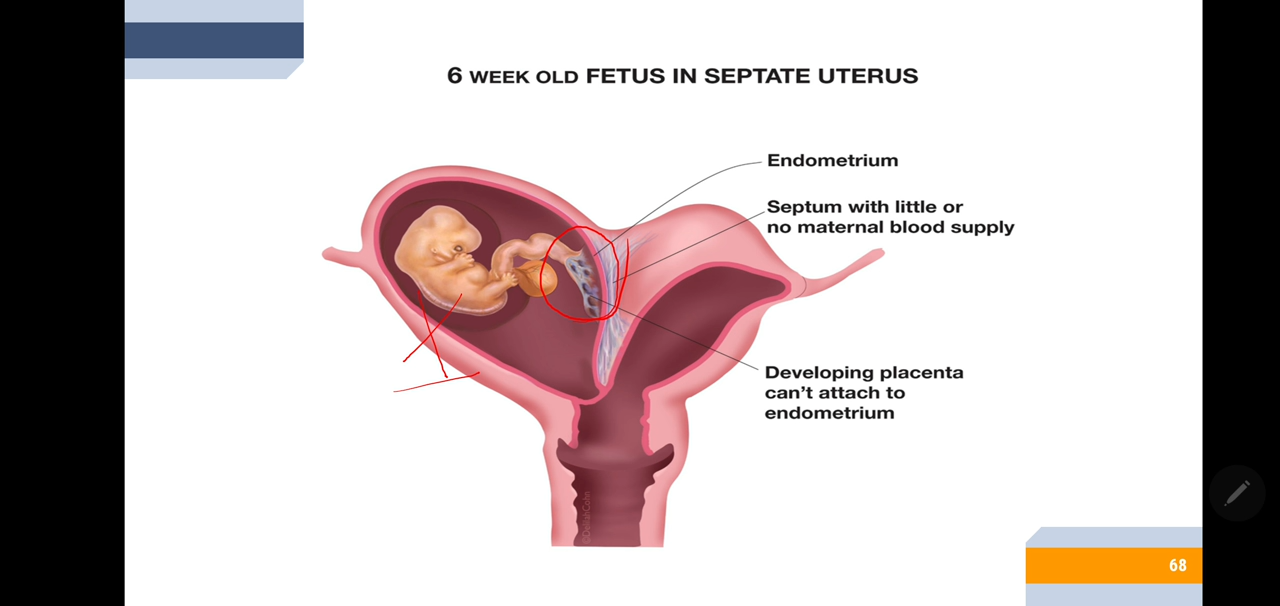 6 WEEK OLD FETUS IN SEPTATE UTERUS
Endometrium
Septum with little or
no maternal blood supply
Developing placenta
can't attach to
endometrium
©DeirahCohn
68